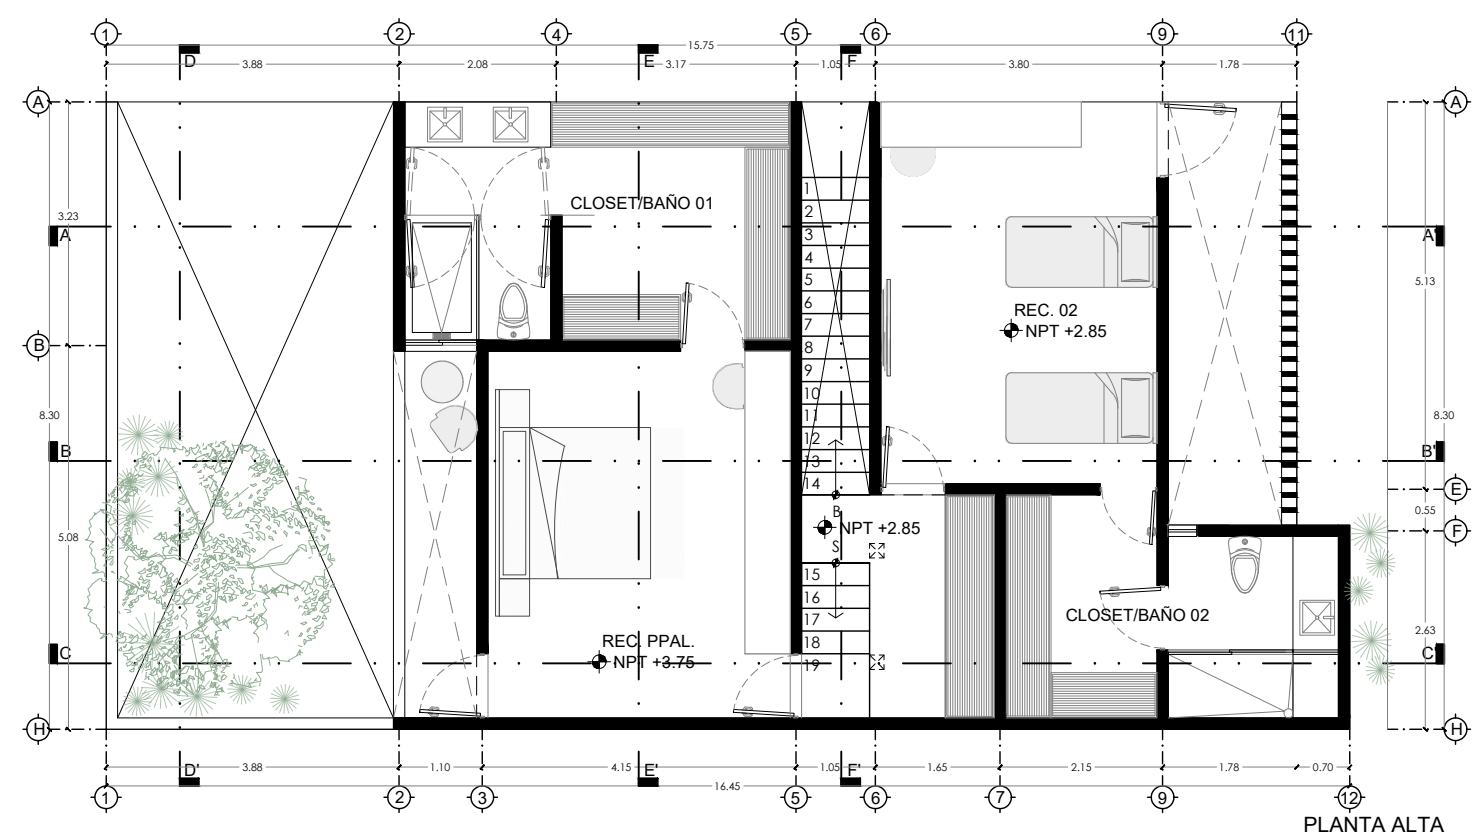 1 2 4 5 6 9 11
15.75
D E F
3.88 2.08 3.17 1.05 3.80 1.78
A A
1
CLOSET/BAÑO 01
2
3.23
3
A A'
4
5.13
5
6
REC. 02
7
NPT +2.85
B
8
9
10
8.30 8.30
11
12
B B'
13
14
E
B
0.55
NPT +2.85
F
5.08
S
15
16
CLOSET/BAÑO 02
17
2.63
18
REC. PPAL.
C C'
NPT +3.75
19
H H
D' E' F'
3.88 1.10 4.15 1.05 1.65 2.15 1.78 0.70
16.45
1 2 3 5 6 7 9 12
PLANTA ALTA